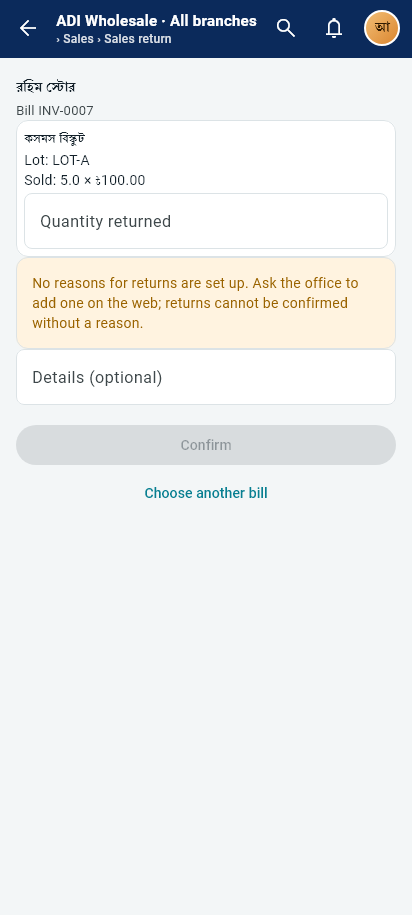 ADI Wholesale · All branches
› Sales › Sales return
আ
রহিম স্টোর
Bill INV-0007
কসমস বিস্কুট
Lot: LOT-A
Sold: 5.0 × ৳100.00
Quantity returned
No reasons for returns are set up. Ask the office to
add one on the web; returns cannot be confirmed
without a reason.
Details (optional)
Confirm
Choose another bill